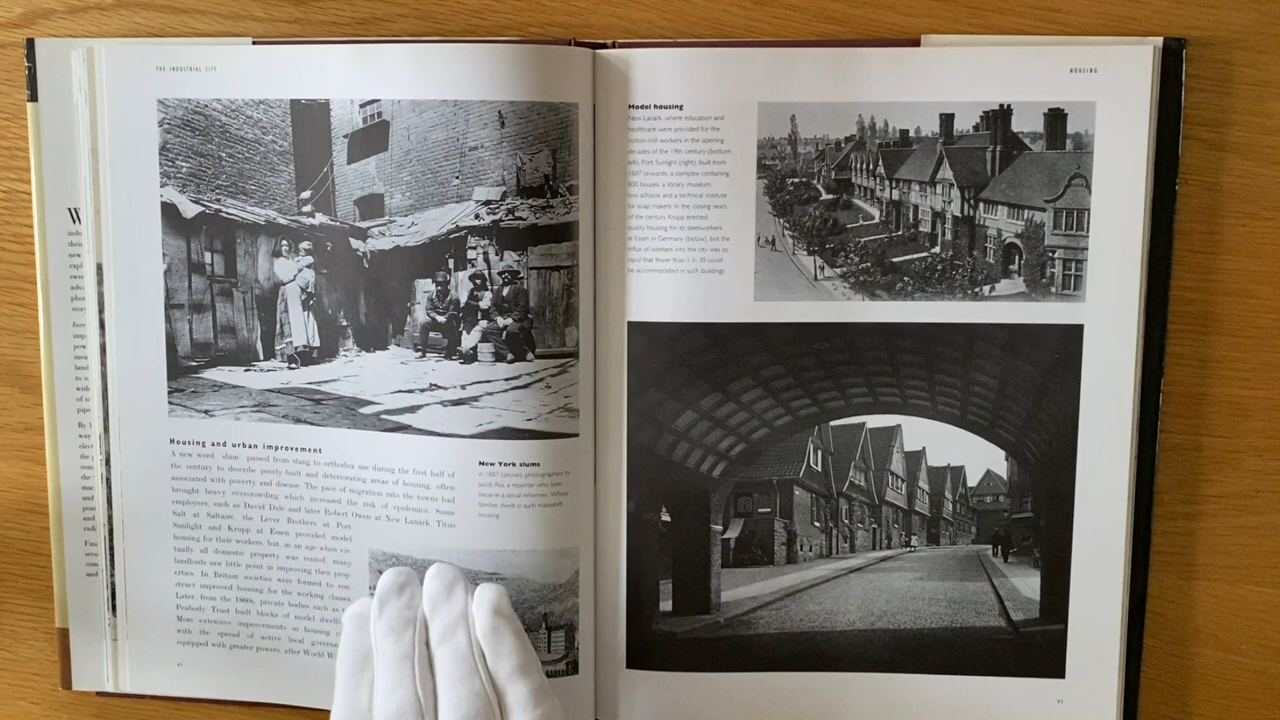 THE INDUSTRIAL CITY
Housing and urban improvement
A new word 'slum' passed from slang to orthodox use during the first half of
the century to describe poorly-built and deteriorating areas of housing, often
associated with poverty and disease. The pace of migration into the towns had
brought heavy overcrowding which increased the risk of epidemics. Some
employers, such as David Dale and later Robert Owen at New Lanark, Titus
Salt at Saltaire, the Lever Brothers at Port
Sunlight and Krupp at Essen provided model
housing for their workers, but, in an age when vir-
tually all domestic property was rented, many
landlords saw little point in improving their prop-
erties. In Britain societies were formed to con-
struct improved housing for the working classes.
Later, from the 1860s, private bodies such as
Peabody Trust built blocks of model
More extensive improvements in housing
with the spread of active local
equipped with greater powers, after World
New York slums
in 1887 (above), photographed by
Jacob Riis, a reporter who later
became a social reformer. Whole
families dwelt in such makeshift
housing.
HOUSING
Model housing
New Lanark, where education and
healthcare were provided for the
cotton-mill workers in the opening
decades of the 19th century (bottom
left). Port Sunlight (right), built from
1887 onwards: a complex containing
800 houses, a library, museum,
two schools and a technical institute
for soap makers. In the closing years
of the century Krupp erected
quality housing for its steelworkers
at Essen in Germany (below), but the
influx of workers into the city was so
rapid that fewer than 1 in 30 could
be accommodated in such buildings.